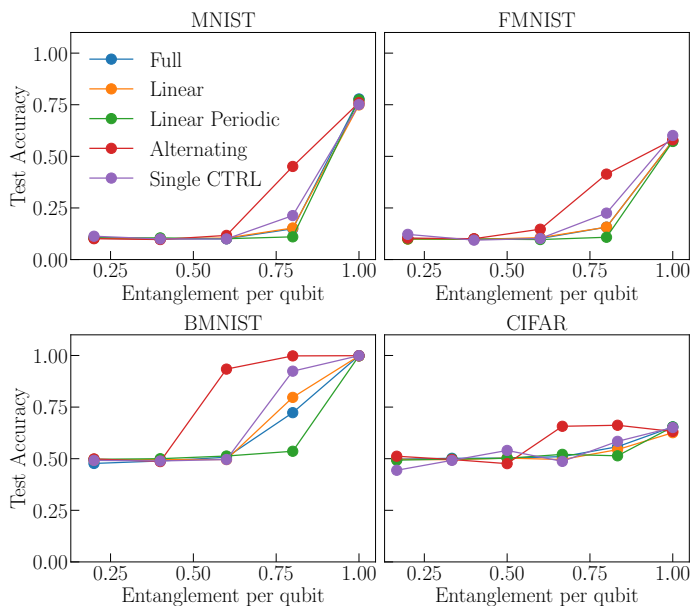 MNIST
FMNIST
Test Accuracy
1.00
0.75
0.50
0.25
0.00
Full
Linear
Linear Periodic
Alternating
Single CTRL
0.25
0.50
0.75
1.00
Entanglement per qubit
0.25
0.50
0.75
1.00
Entanglement per qubit
BMNIST
CIFAR
Test Accuracy
1.00
0.75
0.50
0.25
0.00
0.25
0.50
0.75
1.00
Entanglement per qubit
0.25
0.50
0.75
1.00
Entanglement per qubit